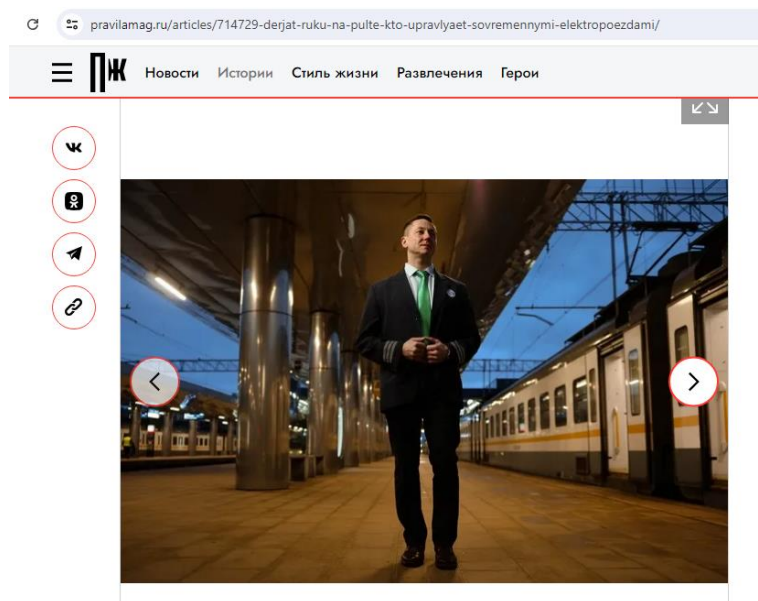 pravilamag.ru/articles/714729-derjat-ruku-na-pulte-kto-upravlyaet-sovremennymi-elektropoezdami/
ПЖ Новости Истории Стиль жизни Развлечения Герои